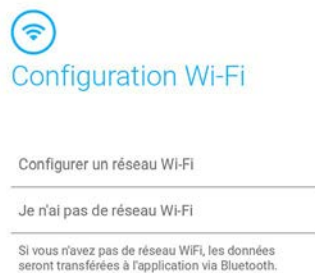 Configuration Wi-Fi
Configurer un réseau Wi-Fi
Je n'ai pas de réseau Wi-Fi
Si vous n'avez pas de réseau WiFi, les données
seront transférées à l'application via Bluetooth.